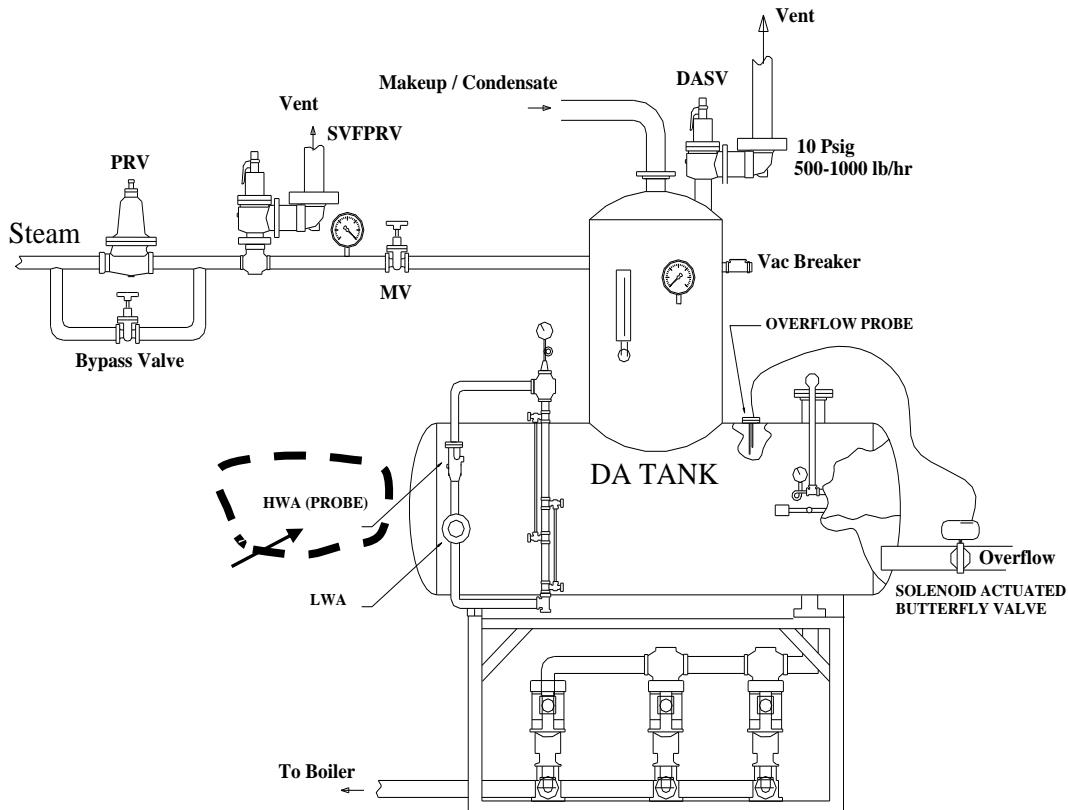 Vent
Makeup / Condensate
DASV
Vent
SVFPRV
PRV
10 Psig
500-1000 lb/hr
Steam
Vac Breaker
MV
OVERFLOW PROBE
Bypass Valve
DA TANK
HWA (PROBE)
Overflow
LWA
SOLENOID ACTUATED
BUTTERFLY VALVE
To Boiler